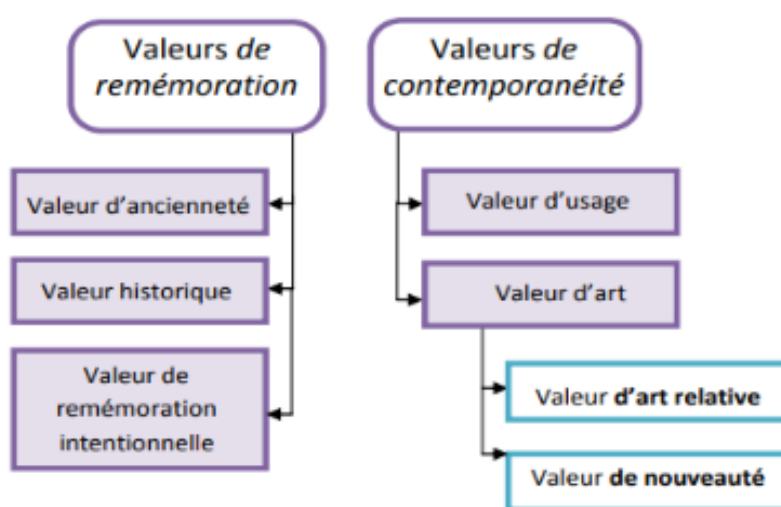 Valeurs de
remémoration
Valeur d'ancienneté
Valeur historique
Valeur de
remémoration
intentionnelle
Valeurs de
contemporanéité
Valeur d'usage
Valeur d'art
Valeur d'art relative
Valeur de nouveauté